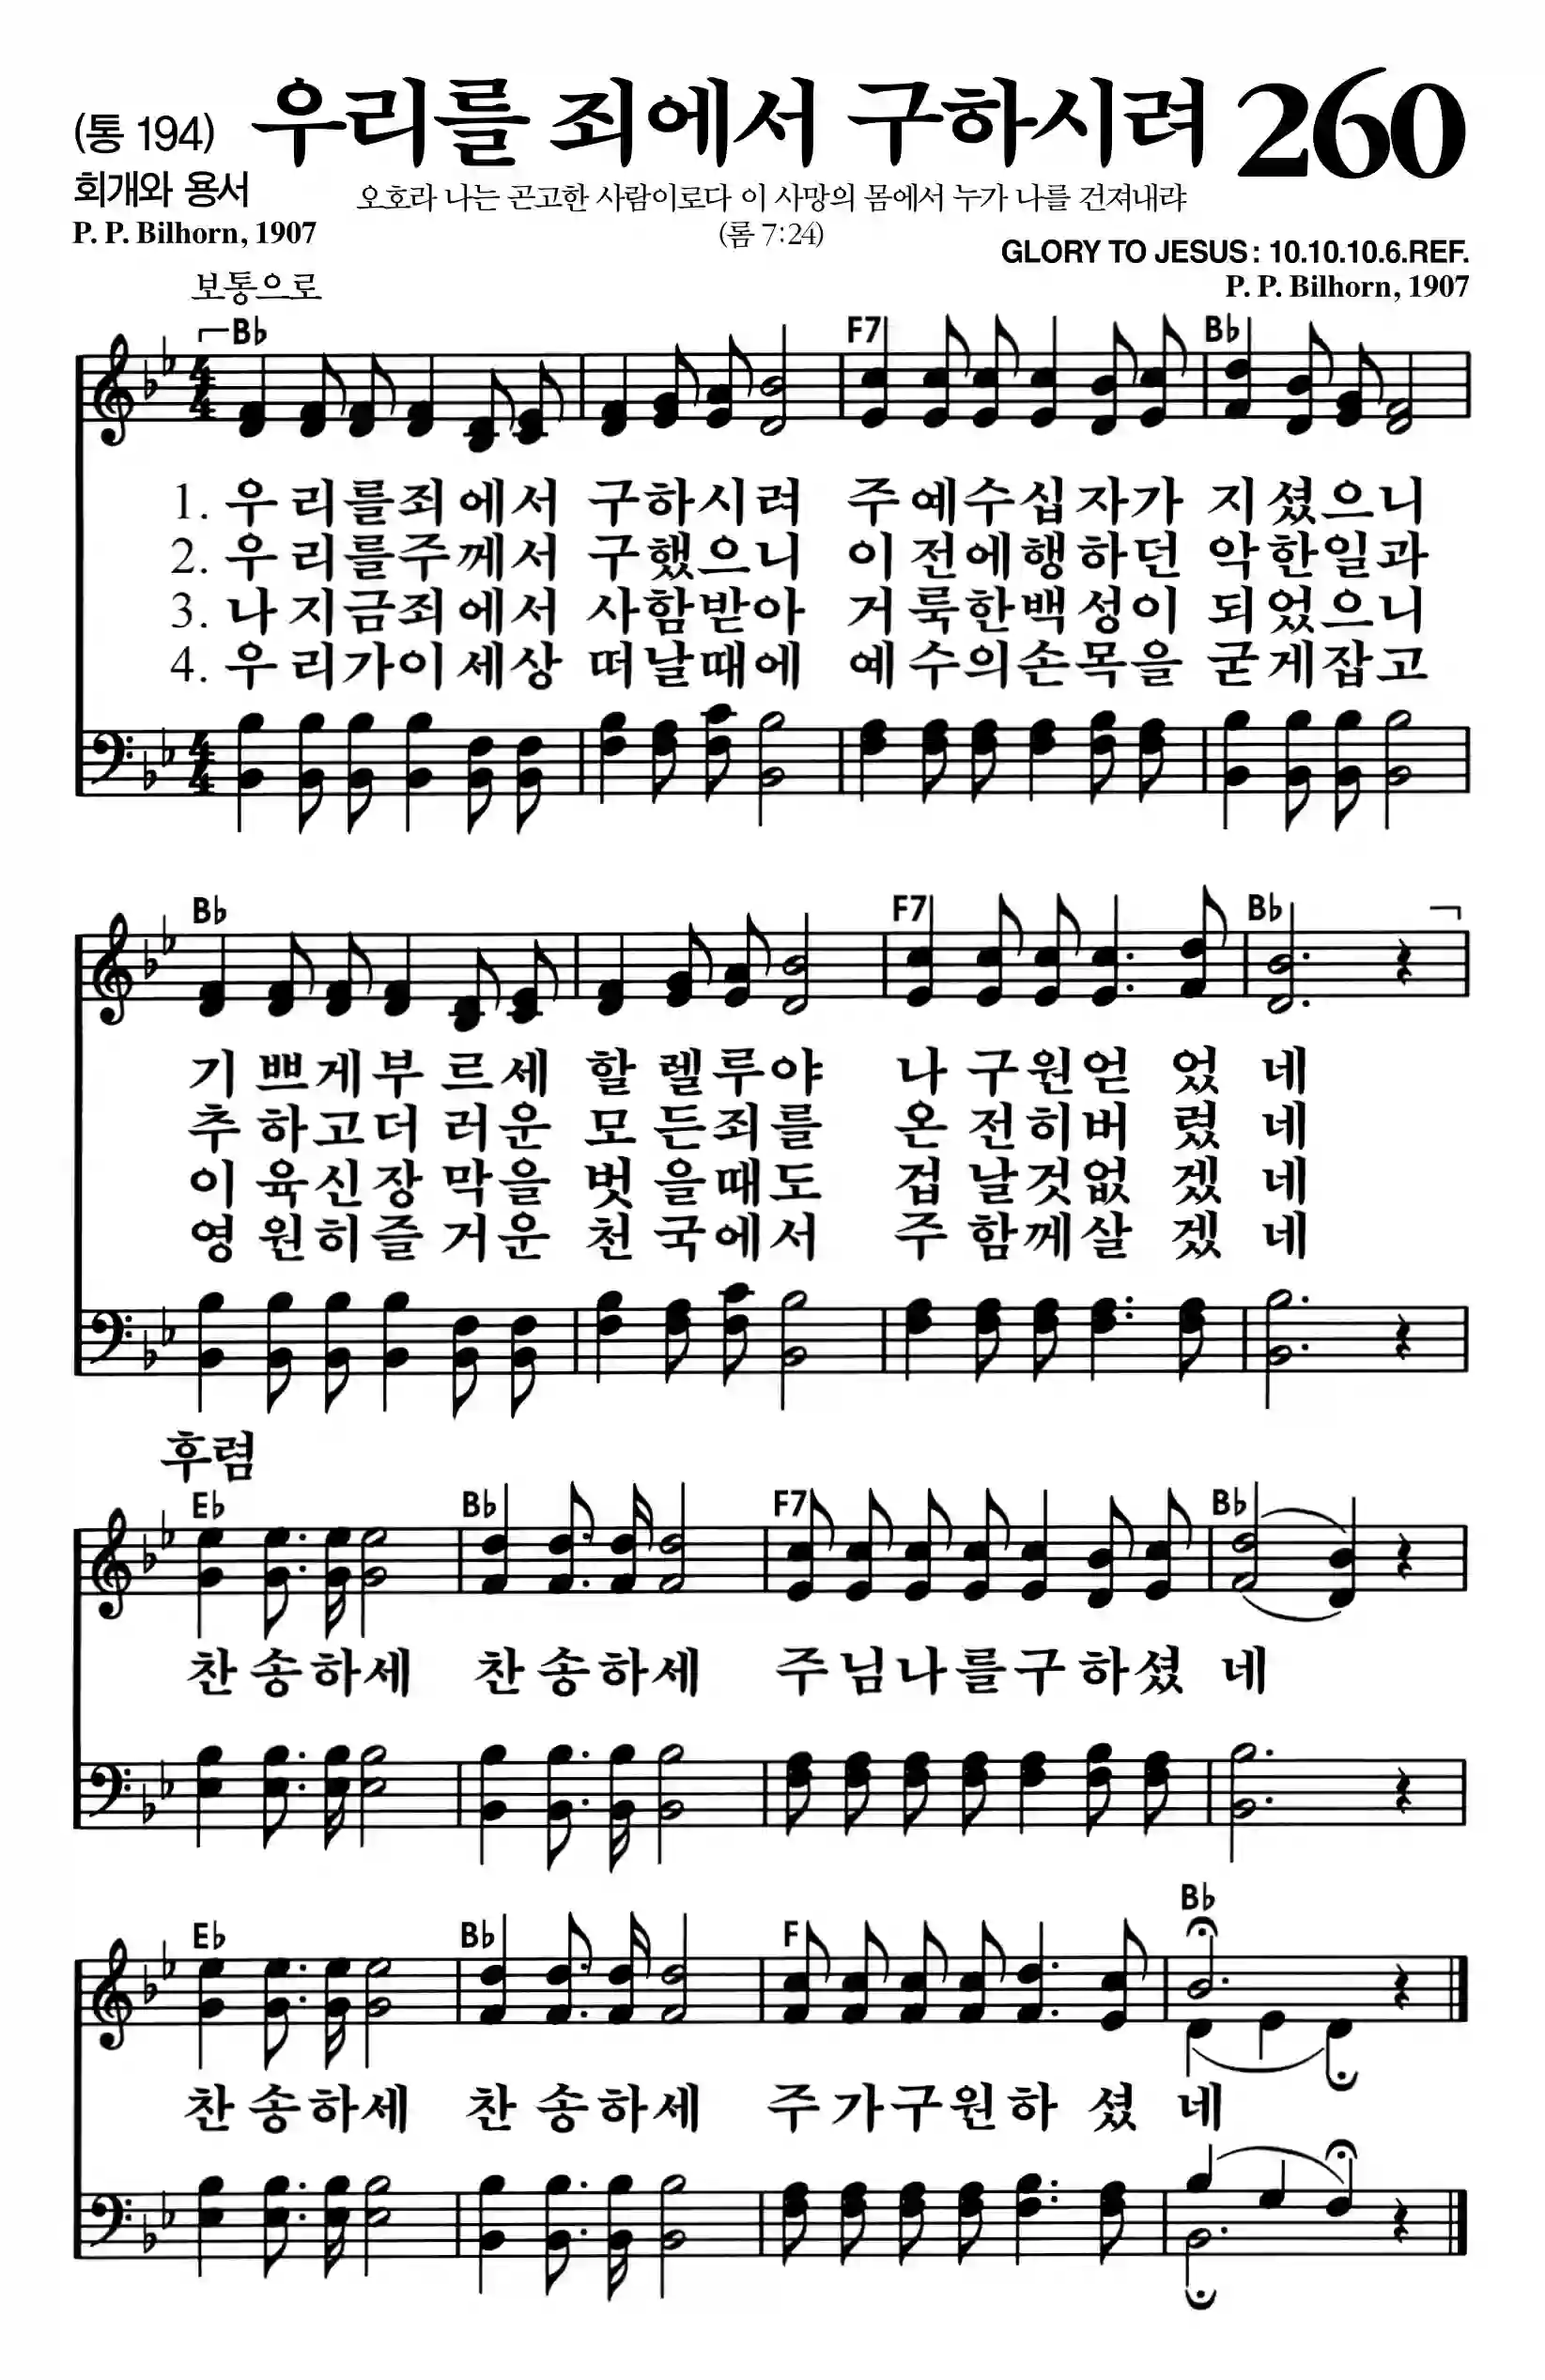 (통 194) 우리를 죄에서 구하시려 260
회개와 용서
오호라 나는 곤고한 사람이로다 이 사망의 몸에서 누가 나를 건져내랴
P. P. Bilhorn, 1907
(롬 7:24)
GLORY TO JESUS : 10.10.10.6.REF.
보통으로
P. P. Bilhorn, 1907
B♭ F7 B♭
4/4
1. 우리를죄에서 구하시려 주예수십자가 지셨으니
2. 우리를주께서 구했으니 이전에행하던 악한일과
3. 나지금죄에서 사함받아 거룩한백성이 되었으니
4. 우리가이세상 떠날때에 예수의손목을 굳게잡고
4/4
B♭ F7 B♭
기쁘게부르세 할렐루야 나구원얻었네
추하고더러운 모든죄를 온전히버렸네
이육신장막을 벗을때도 겁날것없겠네
영원히즐거운 천국에서 주함께살겠네
후렴
E♭ B♭ F7 B♭
찬송하세 찬송하세 주님나를구하셨네
E♭ B♭ F B♭
찬송하세 찬송하세 주가구원하셨네